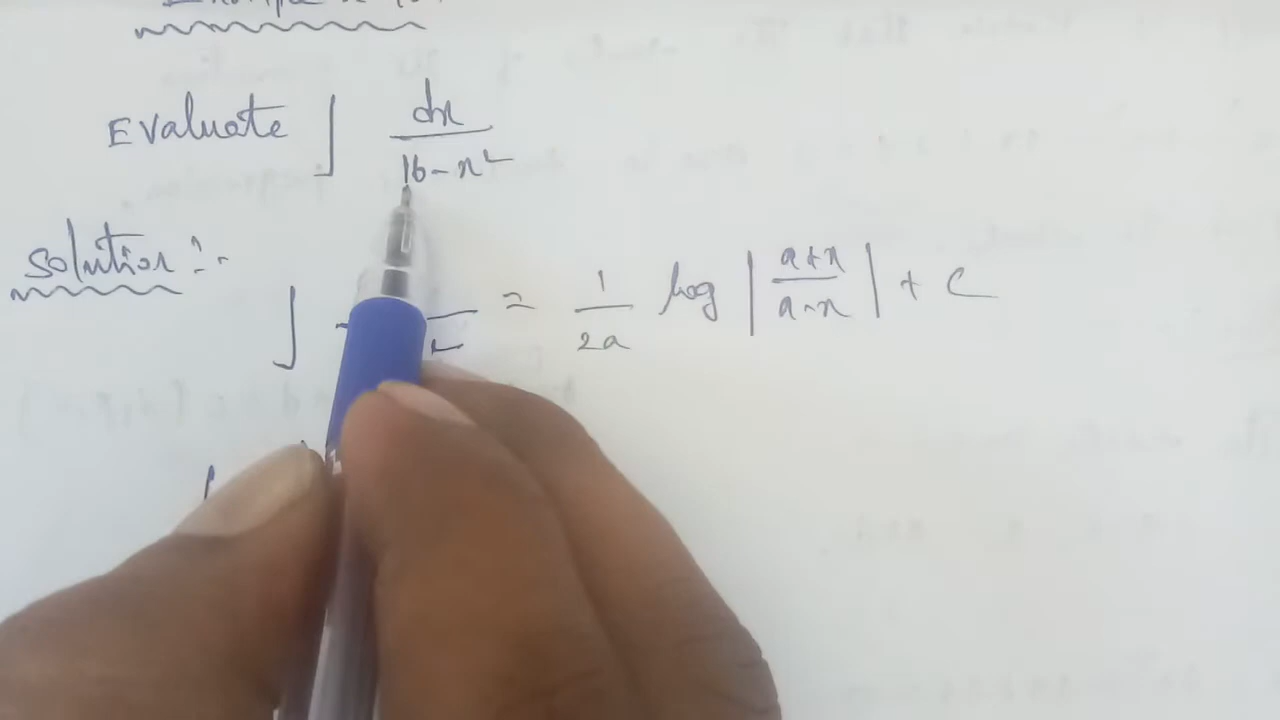 Evaluate ∫ dx / (16 - x²)
Solution :-
∫ = 1/2a log |a+x / a-x| + C